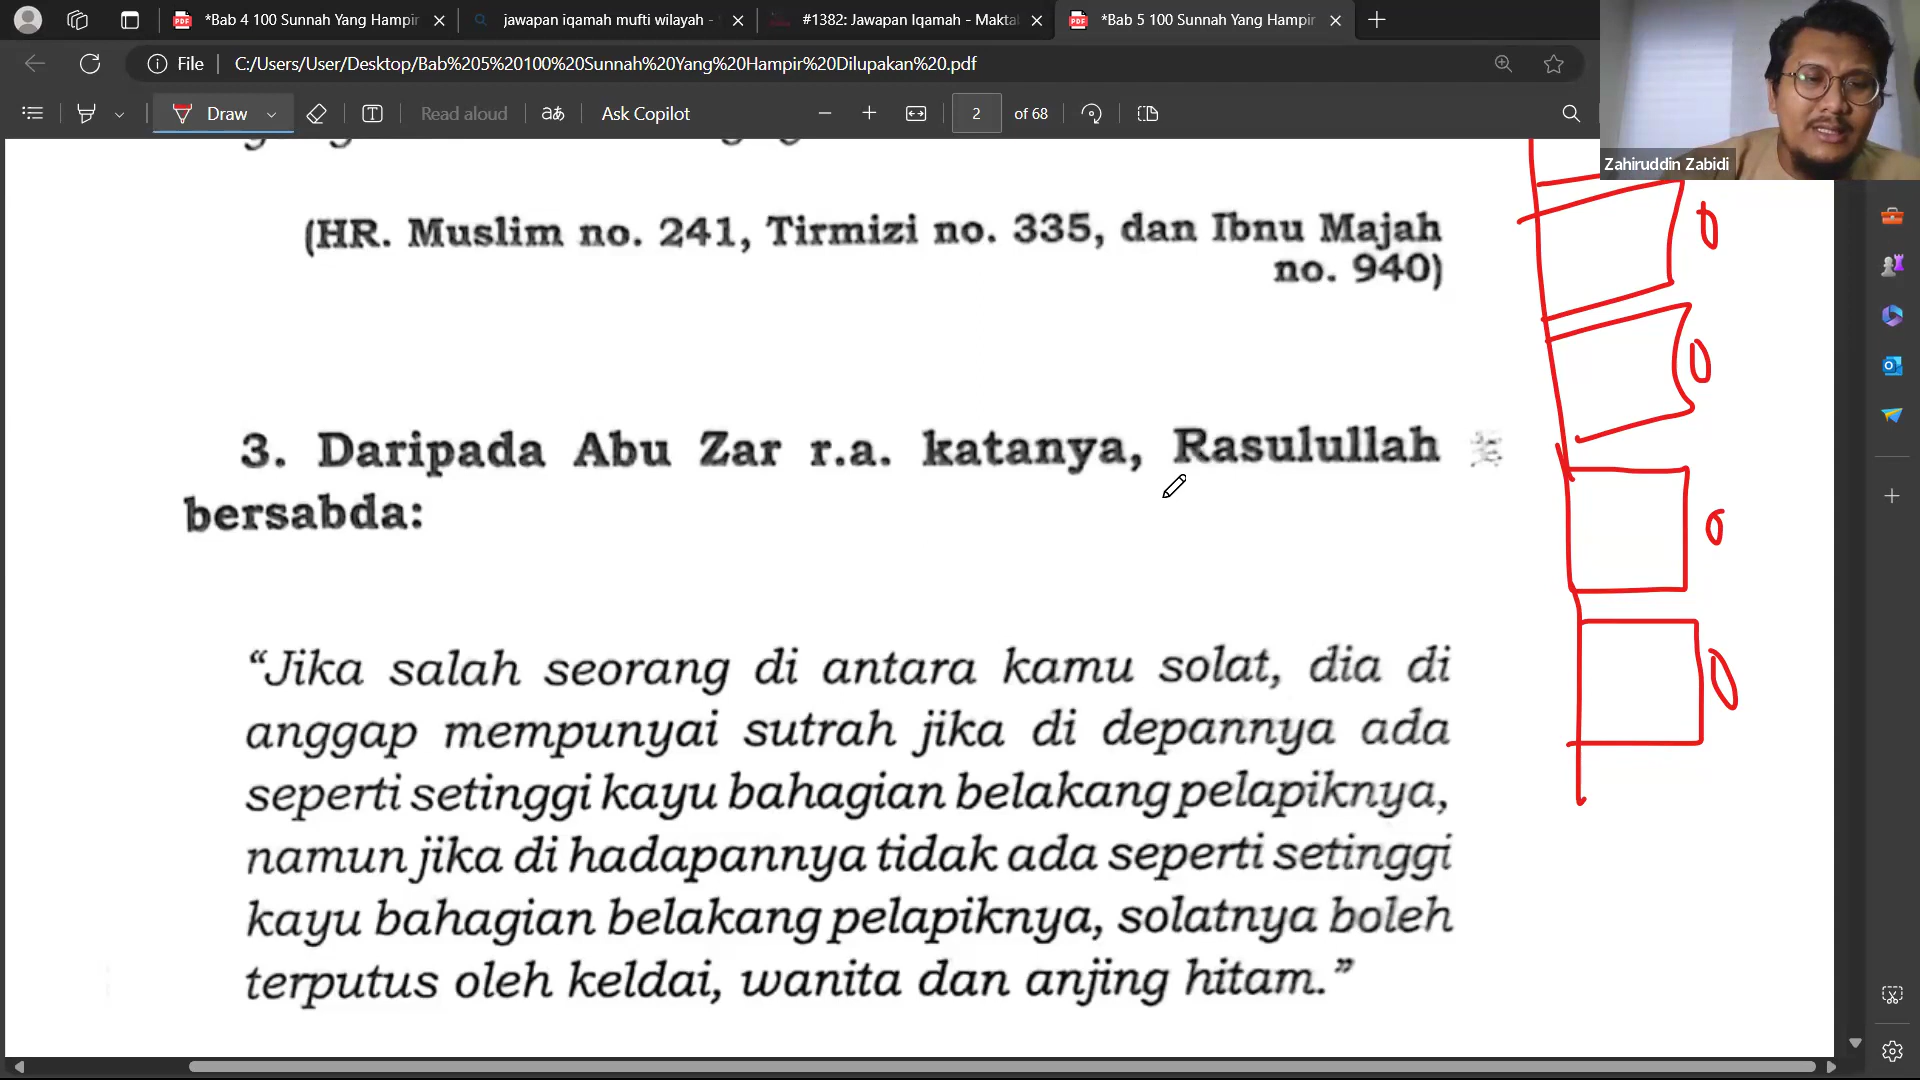 *Bab 4 100 Sunnah Yang Hampir
jawapan iqamah mufti wilayah -
#1382: Jawapan Iqamah - Makta
*Bab 5 100 Sunnah Yang Hampir
File
C:/Users/User/Desktop/Bab%205%20100%20Sunnah%20Yang%20Hampir%20Dilupakan%20.pdf
Draw
Read aloud
aあ
Ask Copilot
2 of 68
Zahiruddin Zabidi
(HR. Muslim no. 241, Tirmizi no. 335, dan Ibnu Majah
no. 940)
3. Daripada Abu Zar r.a. katanya, Rasulullah
bersabda:
“Jika salah seorang di antara kamu solat, dia di
anggap mempunyai sutrah jika di depannya ada
seperti setinggi kayu bahagian belakang pelapiknya,
namun jika di hadapannya tidak ada seperti setinggi
kayu bahagian belakang pelapiknya, solatnya boleh
terputus oleh keldai, wanita dan anjing hitam.”